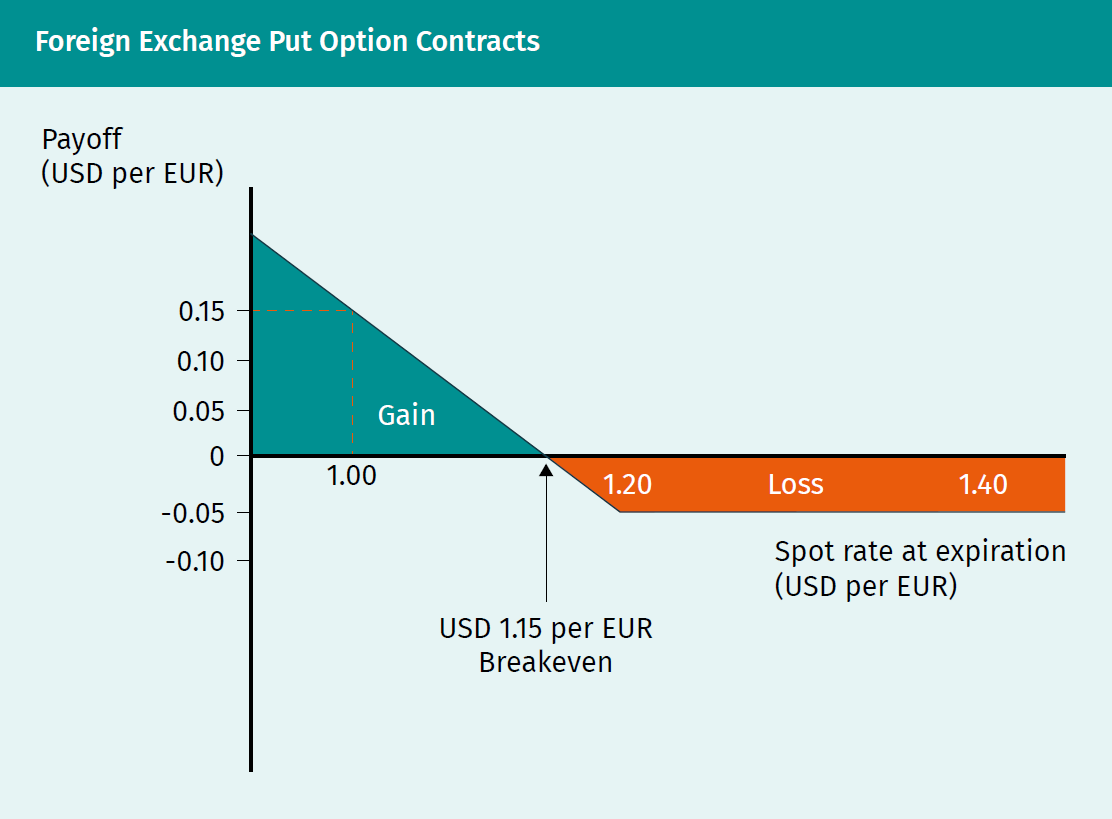 Foreign Exchange Put Option Contracts
Payoff
(USD per EUR)
0.15
0.10
0.05
Gain
0
1.00
1.20
Loss
1.40
-0.05
-0.10
Spot rate at expiration
(USD per EUR)
USD 1.15 per EUR
Breakeven